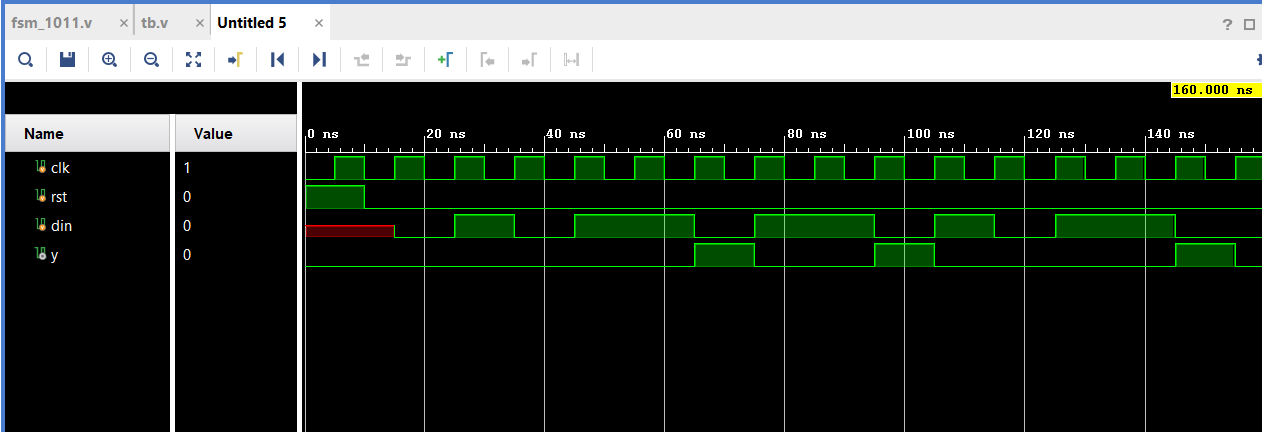 fsm_1011.v × tb.v × Untitled 5 ×
?
160.000 ns
Name Value
0 ns 20 ns 40 ns 60 ns 80 ns 100 ns 120 ns 140 ns
clk 1
rst 0
din 0
y 0